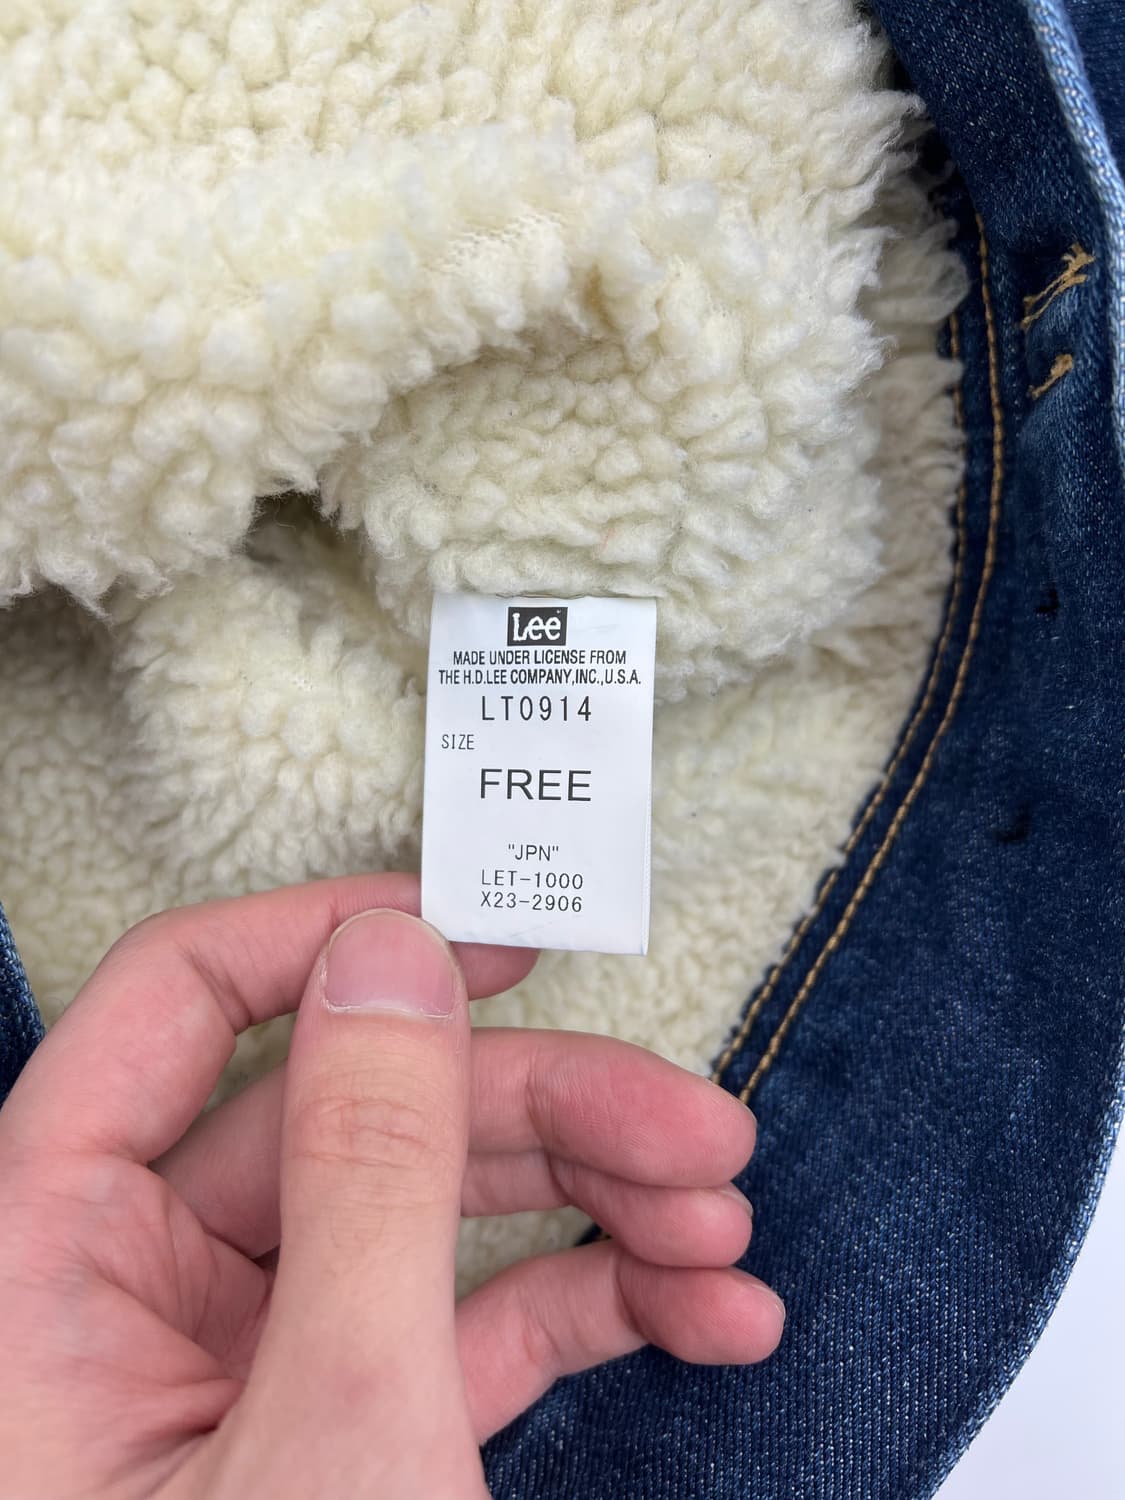 Lee
MADE UNDER LICENSE FROM
THE H.D.LEE COMPANY,INC.,U.S.A.
LT0914
SIZE
FREE
"JPN"
LET-1000
X23-2906